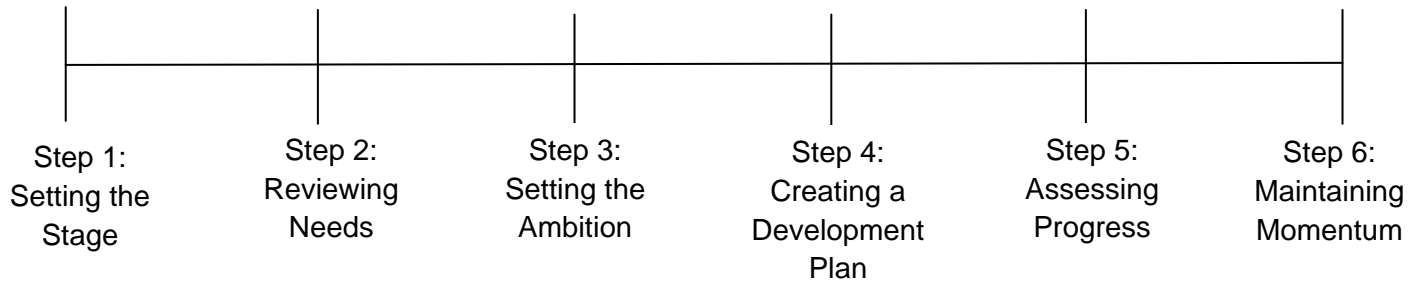 Step 1:
Setting the
Stage
Step 2:
Reviewing
Needs
Step 3:
Setting the
Ambition
Step 4:
Creating a
Development
Plan
Step 5:
Assessing
Progress
Step 6:
Maintaining
Momentum